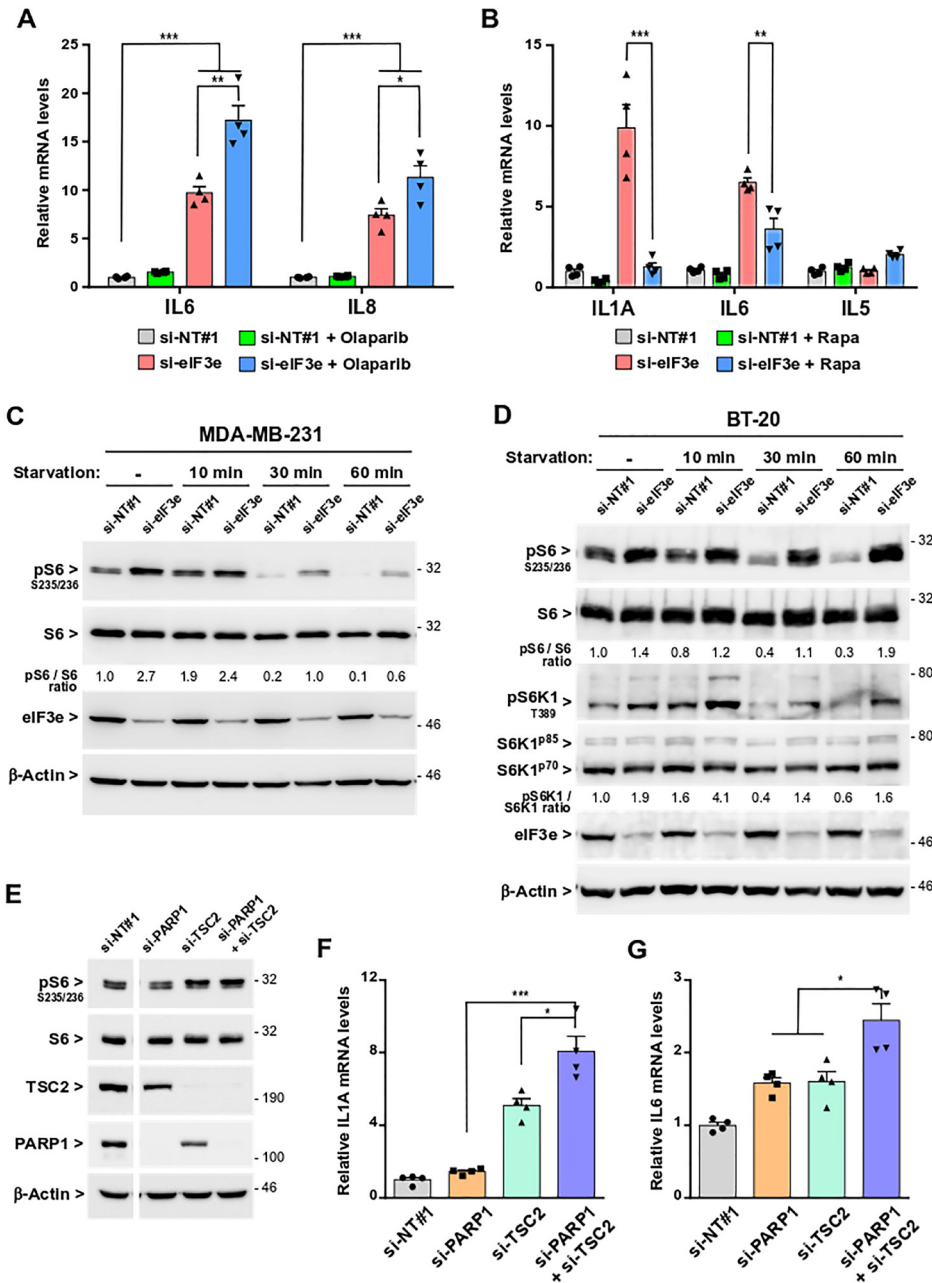 A
Relative mRNA levels
25
20
15
10
5
0
***
**
***
*
IL6
IL8
si-NT#1
si-NT#1 + Olaparib
si-eIF3e
si-eIF3e + Olaparib
B
Relative mRNA levels
15
10
5
0
***
**
IL1A
IL6
IL5
si-NT#1
si-NT#1 + Rapa
si-eIF3e
si-eIF3e + Rapa
C
MDA-MB-231
Starvation: - 10 min 30 min 60 min
si-NT#1 si-eIF3e si-NT#1 si-eIF3e si-NT#1 si-eIF3e si-NT#1 si-eIF3e
pS6 > - 32
S235/236
- 32
S6 >
pS6 / S6
ratio
1.0 2.7 1.9 2.4 0.2 1.0 0.1 0.6
eIF3e > - 46
β-Actin > - 46
D
BT-20
Starvation: - 10 min 30 min 60 min
si-NT#1 si-eIF3e si-NT#1 si-eIF3e si-NT#1 si-eIF3e si-NT#1 si-eIF3e
- 32
pS6 >
S235/236
- 32
S6 >
pS6 / S6
ratio
1.0 1.4 0.8 1.2 0.4 1.1 0.3 1.9
- 80
pS6K1 >
T389
S6K1p85 > - 80
S6K1p70 >
pS6K1 /
S6K1 ratio
1.0 1.9 1.6 4.1 0.4 1.4 0.6 1.6
eIF3e > - 46
β-Actin > - 46
E
si-NT#1 si-PARP1 si-TSC2 si-PARP1
+ si-TSC2
pS6 > - 32
S235/236
- 32
S6 >
TSC2 >
- 190
PARP1 >
- 100
β-Actin > - 46
F
Relative IL1A mRNA levels
12
8
4
0
***
*
si-NT#1
si-PARP1
si-TSC2
si-PARP1
+ si-TSC2
G
Relative IL6 mRNA levels
3
2
1
0
*
si-NT#1
si-PARP1
si-TSC2
si-PARP1
+ si-TSC2